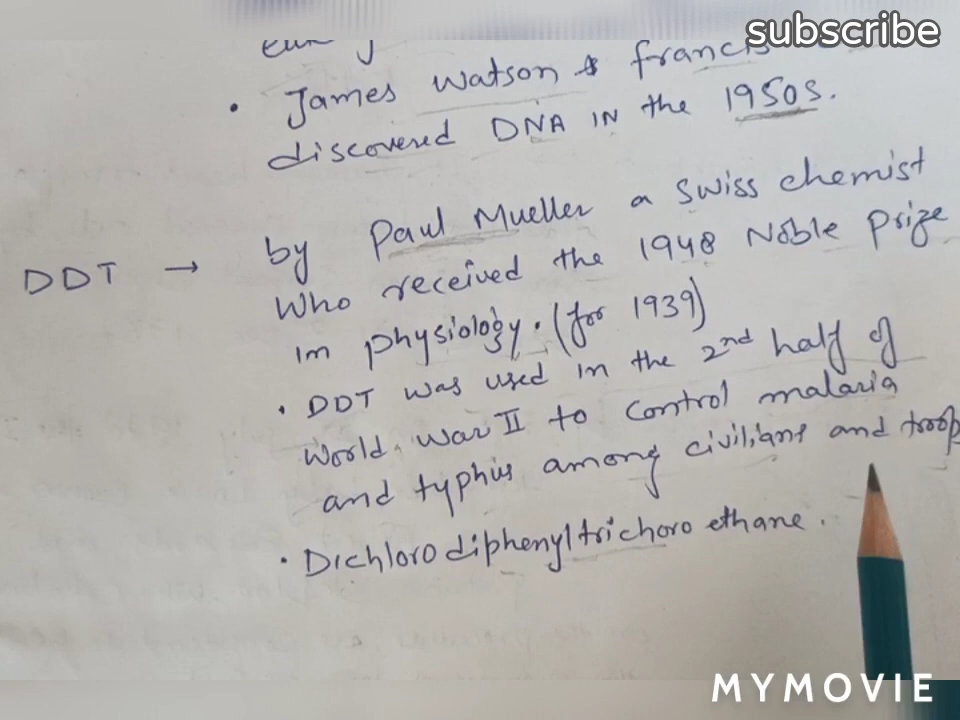 subscribe
• James Watson & francis
discovered DNA IN the 1950s.
DDT → by Paul Mueller a swiss chemist
Who received the 1948 Noble Prize
in physiology. (for 1939)
• DDT was used in the 2nd half of
World War II to control malaria
and typhus among civilians and troop
• Dichloro diphenyl trichoro ethane.
MYMOVIE